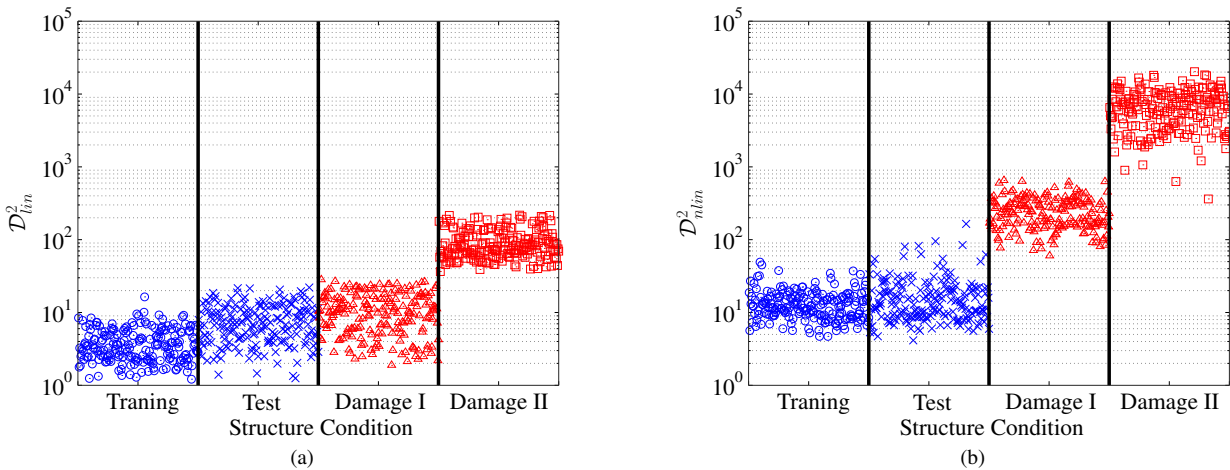 10^5
10^4
10^3
10^2
10^1
10^0
𝒟²_lin
Traning Test Damage I Damage II
Structure Condition
(a)
10^5
10^4
10^3
10^2
10^1
10^0
𝒟²_nlin
Traning Test Damage I Damage II
Structure Condition
(b)